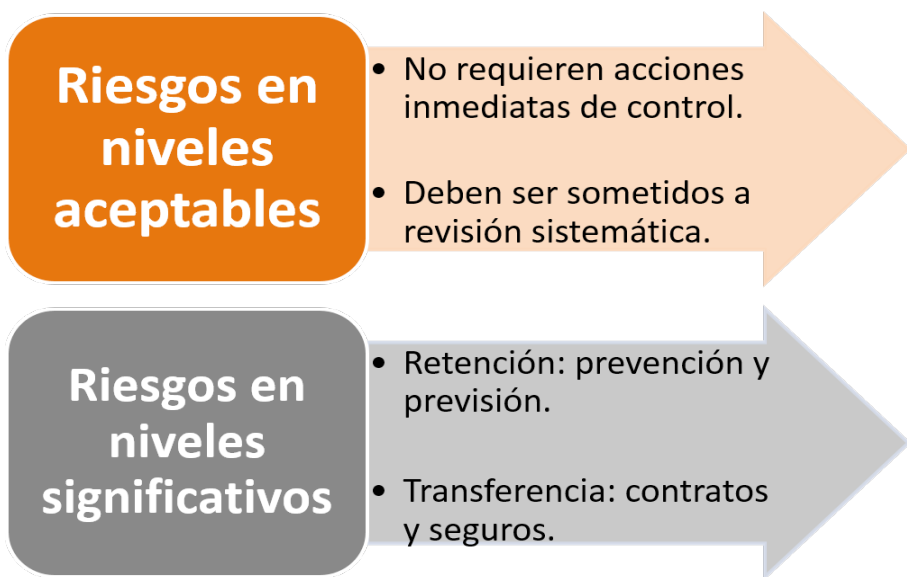 Riesgos en
niveles
aceptables
• No requieren acciones
inmediatas de control.
• Deben ser sometidos a
revisión sistemática.
Riesgos en
niveles
significativos
• Retención: prevención y
previsión.
• Transferencia: contratos
y seguros.